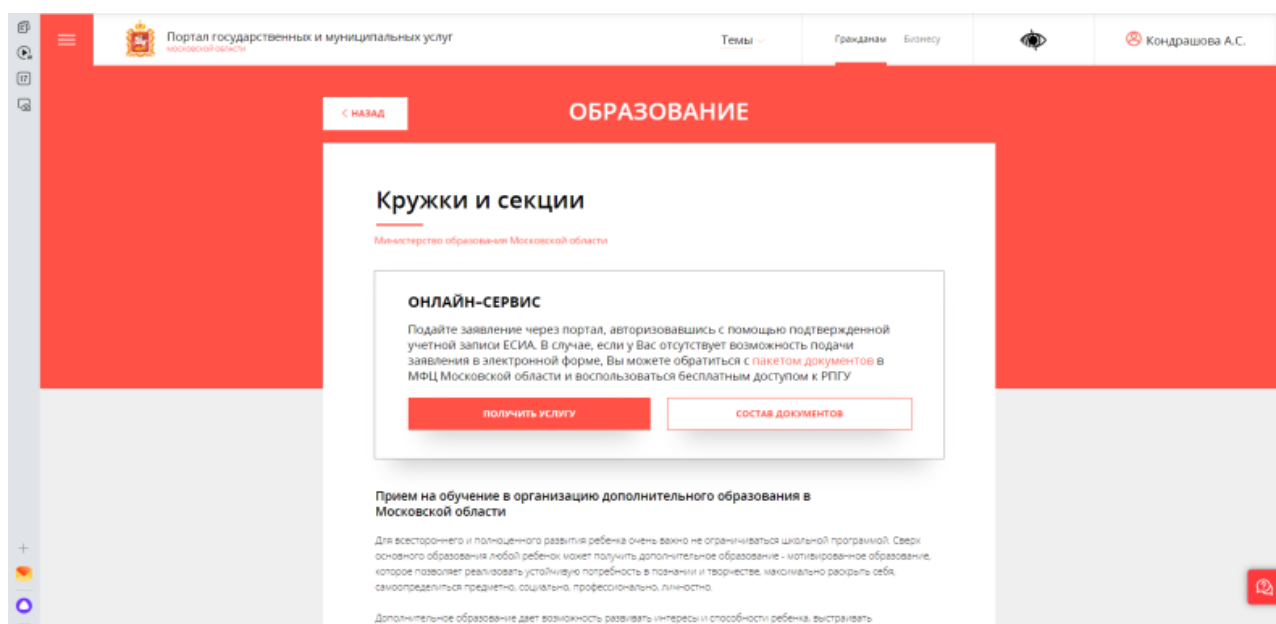 Портал государственных и муниципальных услуг
московской области
Темы
Гражданам
Бизнесу
Кондрашова А.С.
17
< НАЗАД
ОБРАЗОВАНИЕ
Кружки и секции
Министерство образования Московской области
ОНЛАЙН-СЕРВИС
Подайте заявление через портал, авторизовавшись с помощью подтвержденной
учетной записи ЕСИА. В случае, если у Вас отсутствует возможность подачи
заявления в электронной форме, Вы можете обратиться с пакетом документов в
МФЦ Московской области и воспользоваться бесплатным доступом к РПГУ
ПОЛУЧИТЬ УСЛУГУ
СОСТАВ ДОКУМЕНТОВ
Прием на обучение в организацию дополнительного образования в
Московской области
Для всестороннего и полноценного развития ребенка очень важно не ограничиваться школьной программой. Сверх
основного образования любой ребенок может получить дополнительное образование - мотивированное образование,
которое позволяет реализовать устойчивую потребность в познании и творчестве, максимально раскрыть себя,
самоопределиться предметно, социально, профессионально, личностно.
Дополнительное образование дает возможность развивать интересы и способности ребенка, выстраивать